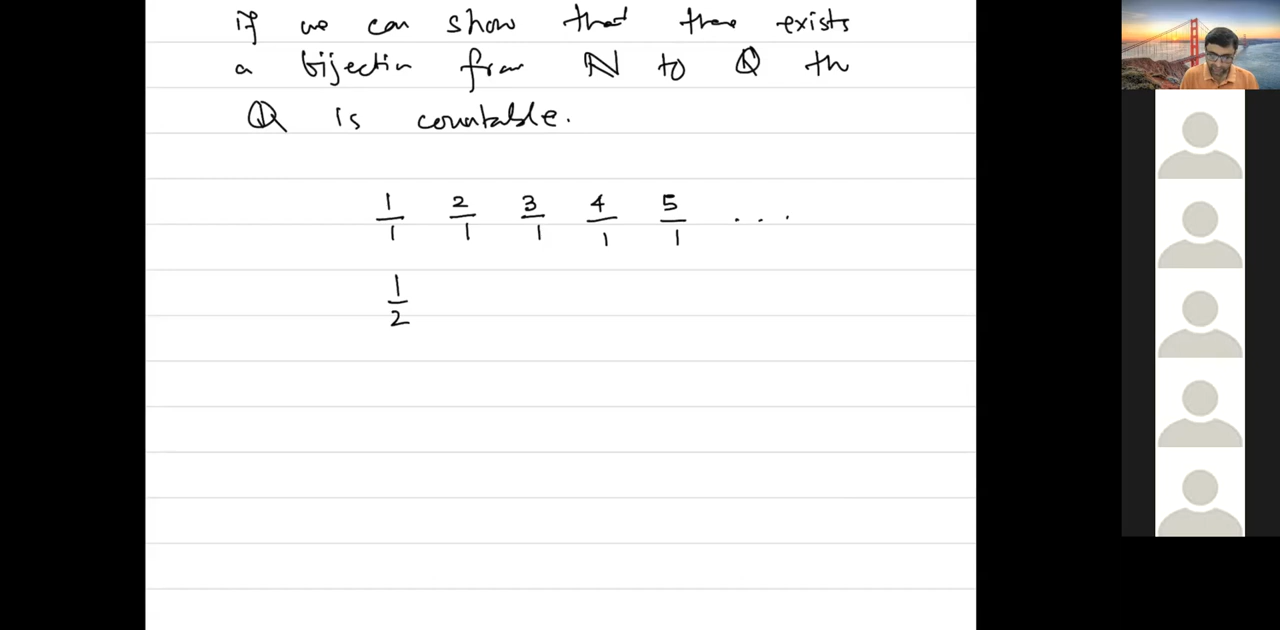 if we can show that there exists
a bijection from ℕ to ℚ then
ℚ is countable.
1/1 2/1 3/1 4/1 5/1 ...
1/2